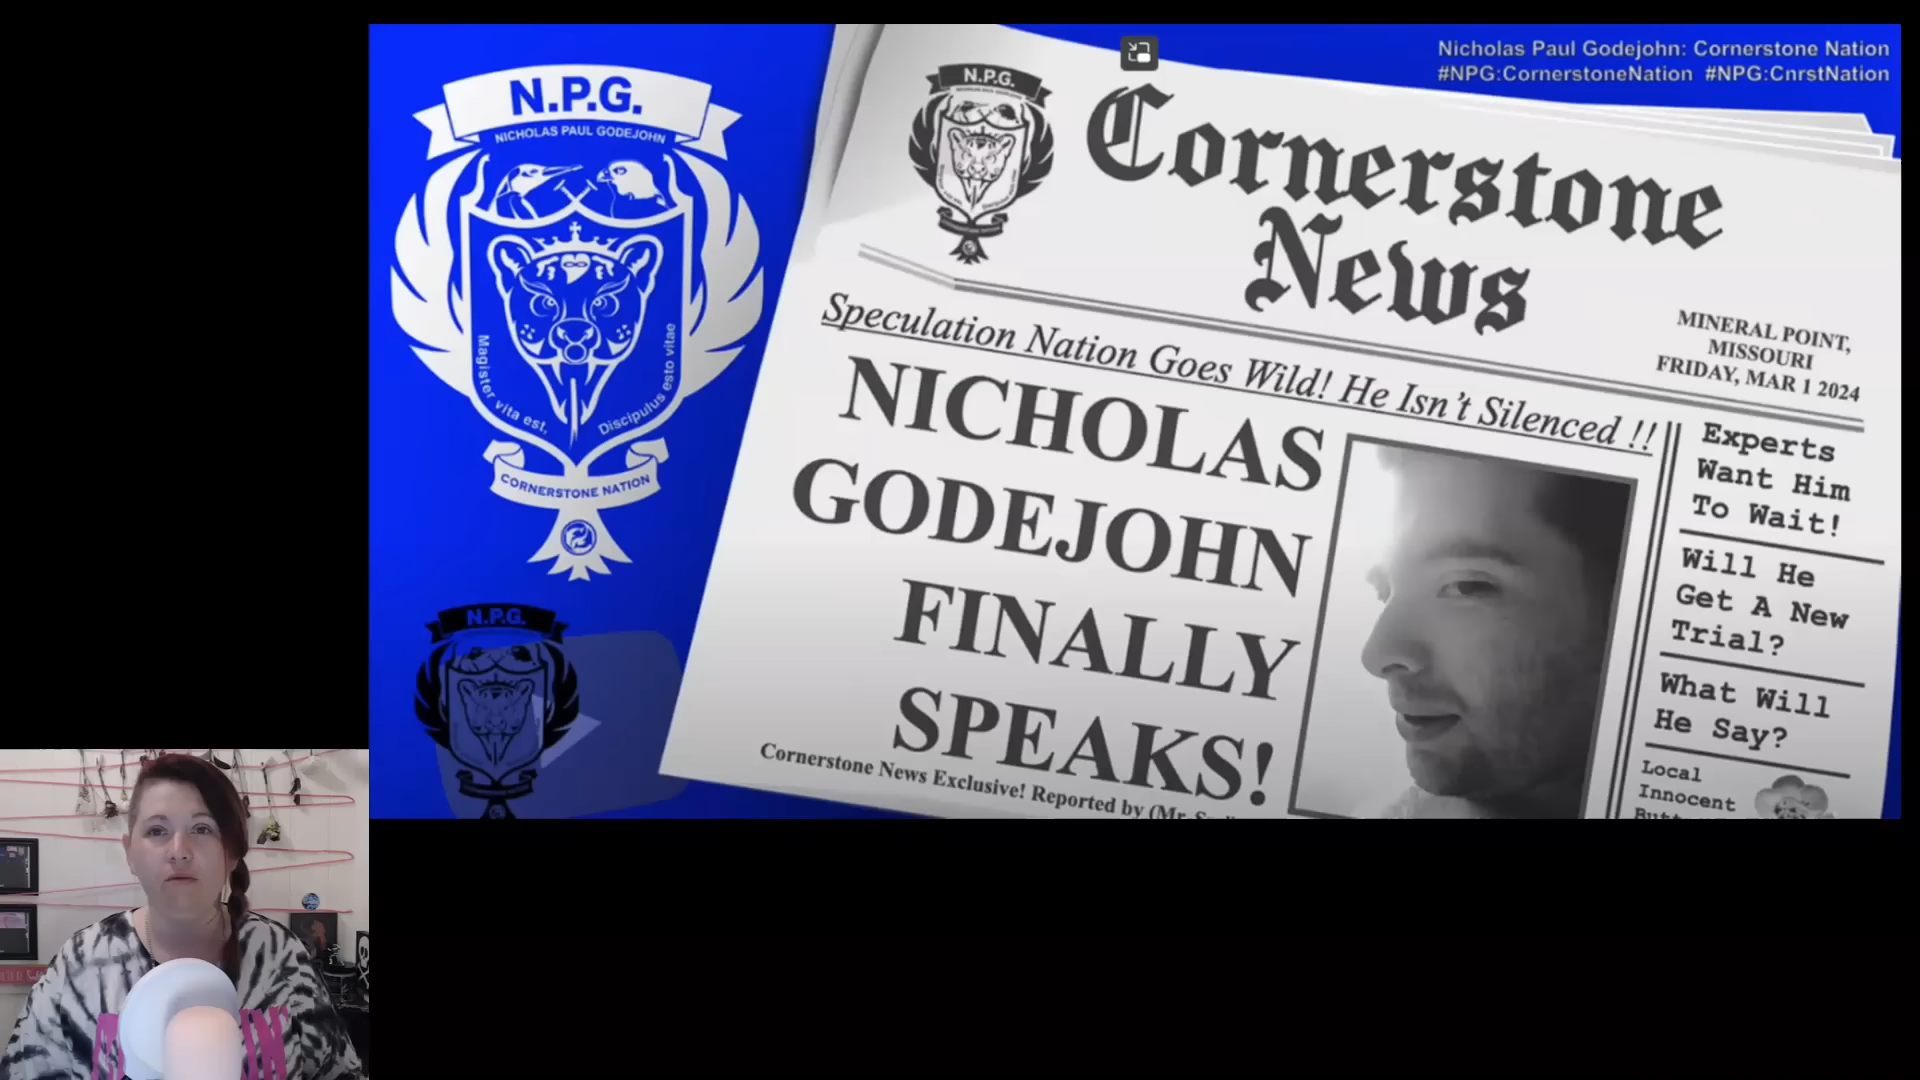 Nicholas Paul Godejohn: Cornerstone Nation
#NPG:CornerstoneNation #NPG:CnrstNation
N.P.G.
NICHOLAS PAUL GODEJOHN
Magister vita est,
Discipulus esto vitae
CORNERSTONE NATION
N.P.G.
N.P.G.
Cornerstone
News
MINERAL POINT,
MISSOURI
FRIDAY, MAR 1 2024
Speculation Nation Goes Wild! He Isn't Silenced !!
NICHOLAS
GODEJOHN
FINALLY
SPEAKS!
Cornerstone News Exclusive! Reported by (Mr.
Experts
Want Him
To Wait!
Will He
Get A New
Trial?
What Will
He Say?
Local
Innocent